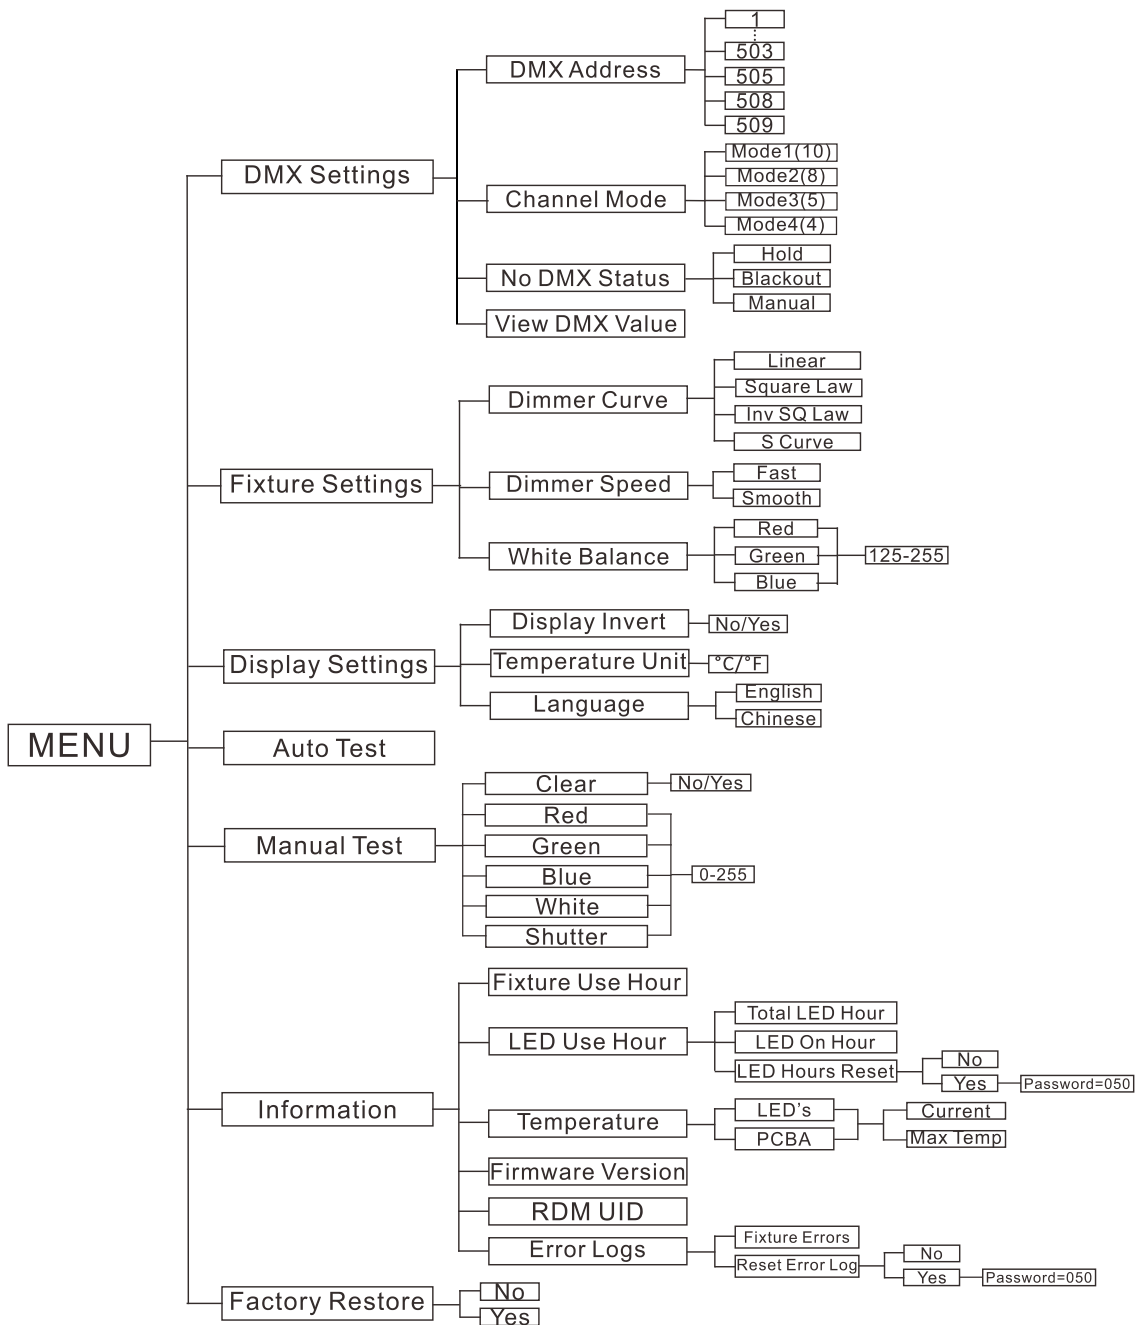 MENU
DMX Settings
DMX Address
1
503
505
508
509
Channel Mode
Mode1(10)
Mode2(8)
Mode3(5)
Mode4(4)
No DMX Status
Hold
Blackout
Manual
View DMX Value
Fixture Settings
Dimmer Curve
Linear
Square Law
Inv SQ Law
S Curve
Dimmer Speed
Fast
Smooth
White Balance
Red
Green
Blue
125-255
Display Settings
Display Invert
No/Yes
Temperature Unit
°C/°F
Language
English
Chinese
Auto Test
Manual Test
Clear
No/Yes
Red
Green
Blue
White
Shutter
0-255
Information
Fixture Use Hour
LED Use Hour
Total LED Hour
LED On Hour
LED Hours Reset
No
Yes
Password=050
Temperature
LED's
PCBA
Current
Max Temp
Firmware Version
RDM UID
Error Logs
Fixture Errors
Reset Error Log
No
Yes
Password=050
Factory Restore
No
Yes